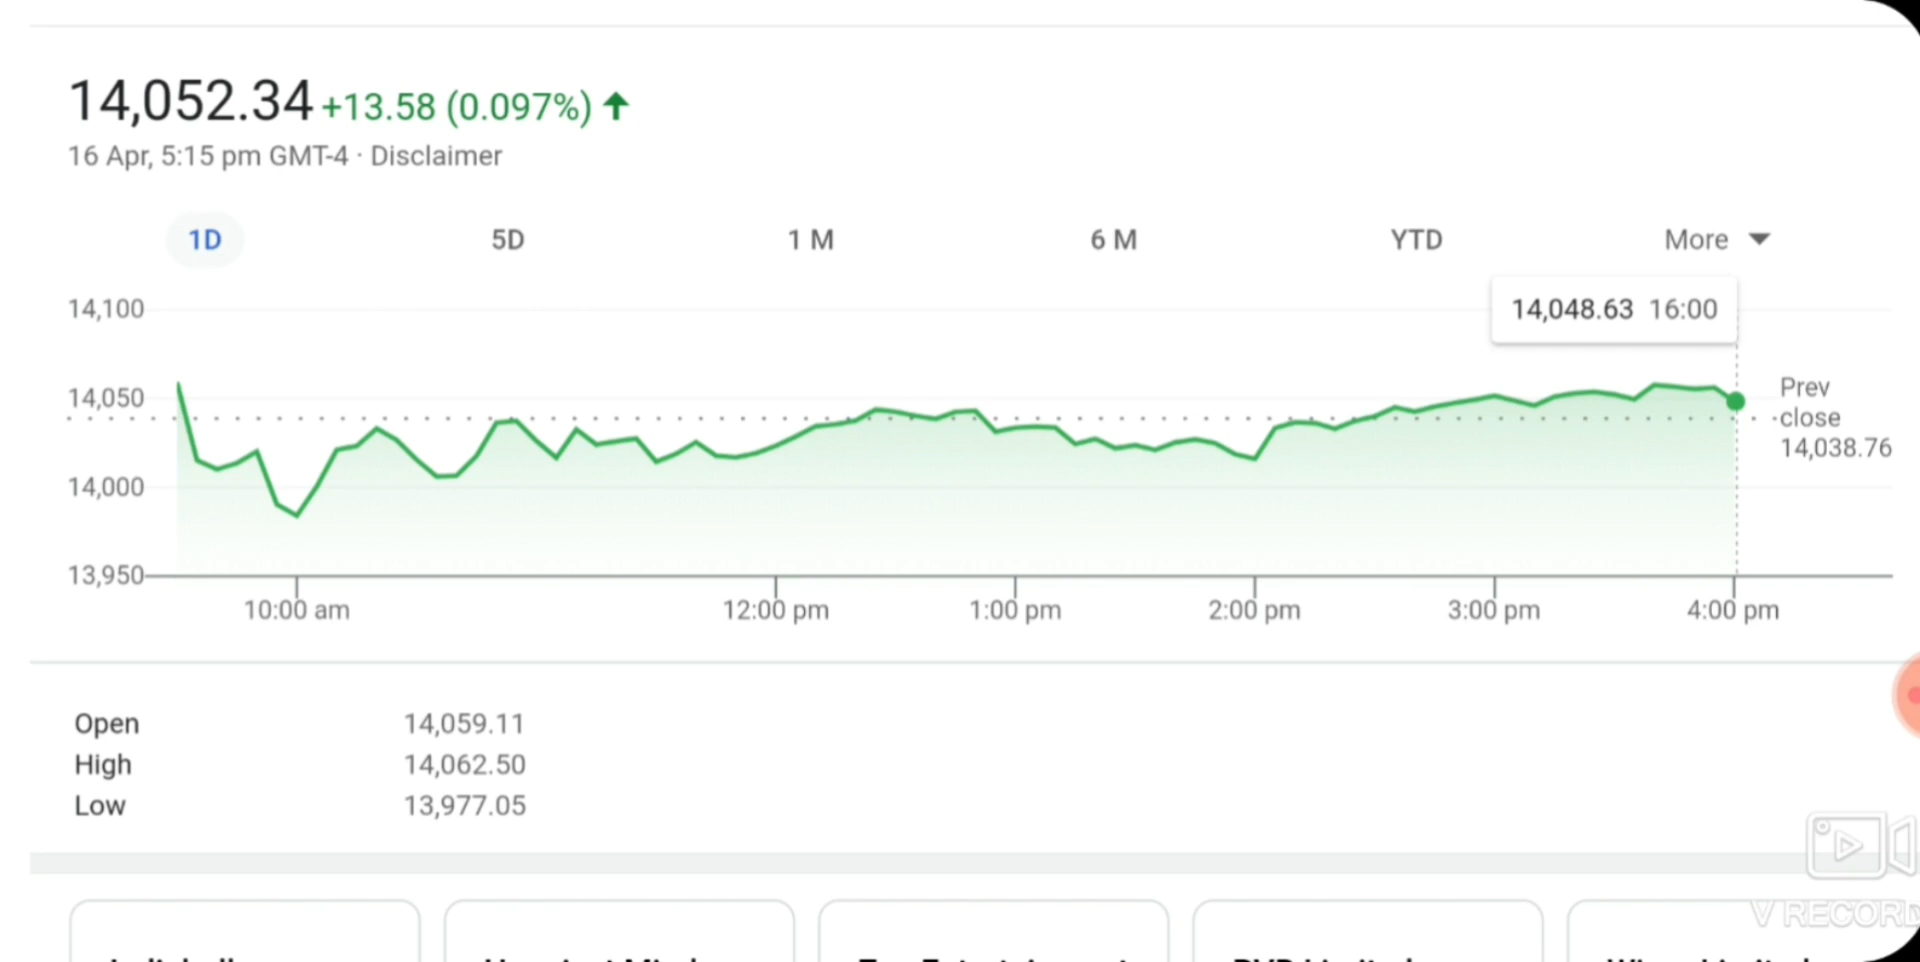 14,052.34 +13.58 (0.097%)
16 Apr, 5:15 pm GMT-4 · Disclaimer
1D 5D 1 M 6 M YTD More
14,048.63 16:00
14,100
14,050
14,000
13,950
Prev
close
14,038.76
10:00 am 12:00 pm 1:00 pm 2:00 pm 3:00 pm 4:00 pm
Open 14,059.11
High 14,062.50
Low 13,977.05
V RECORD